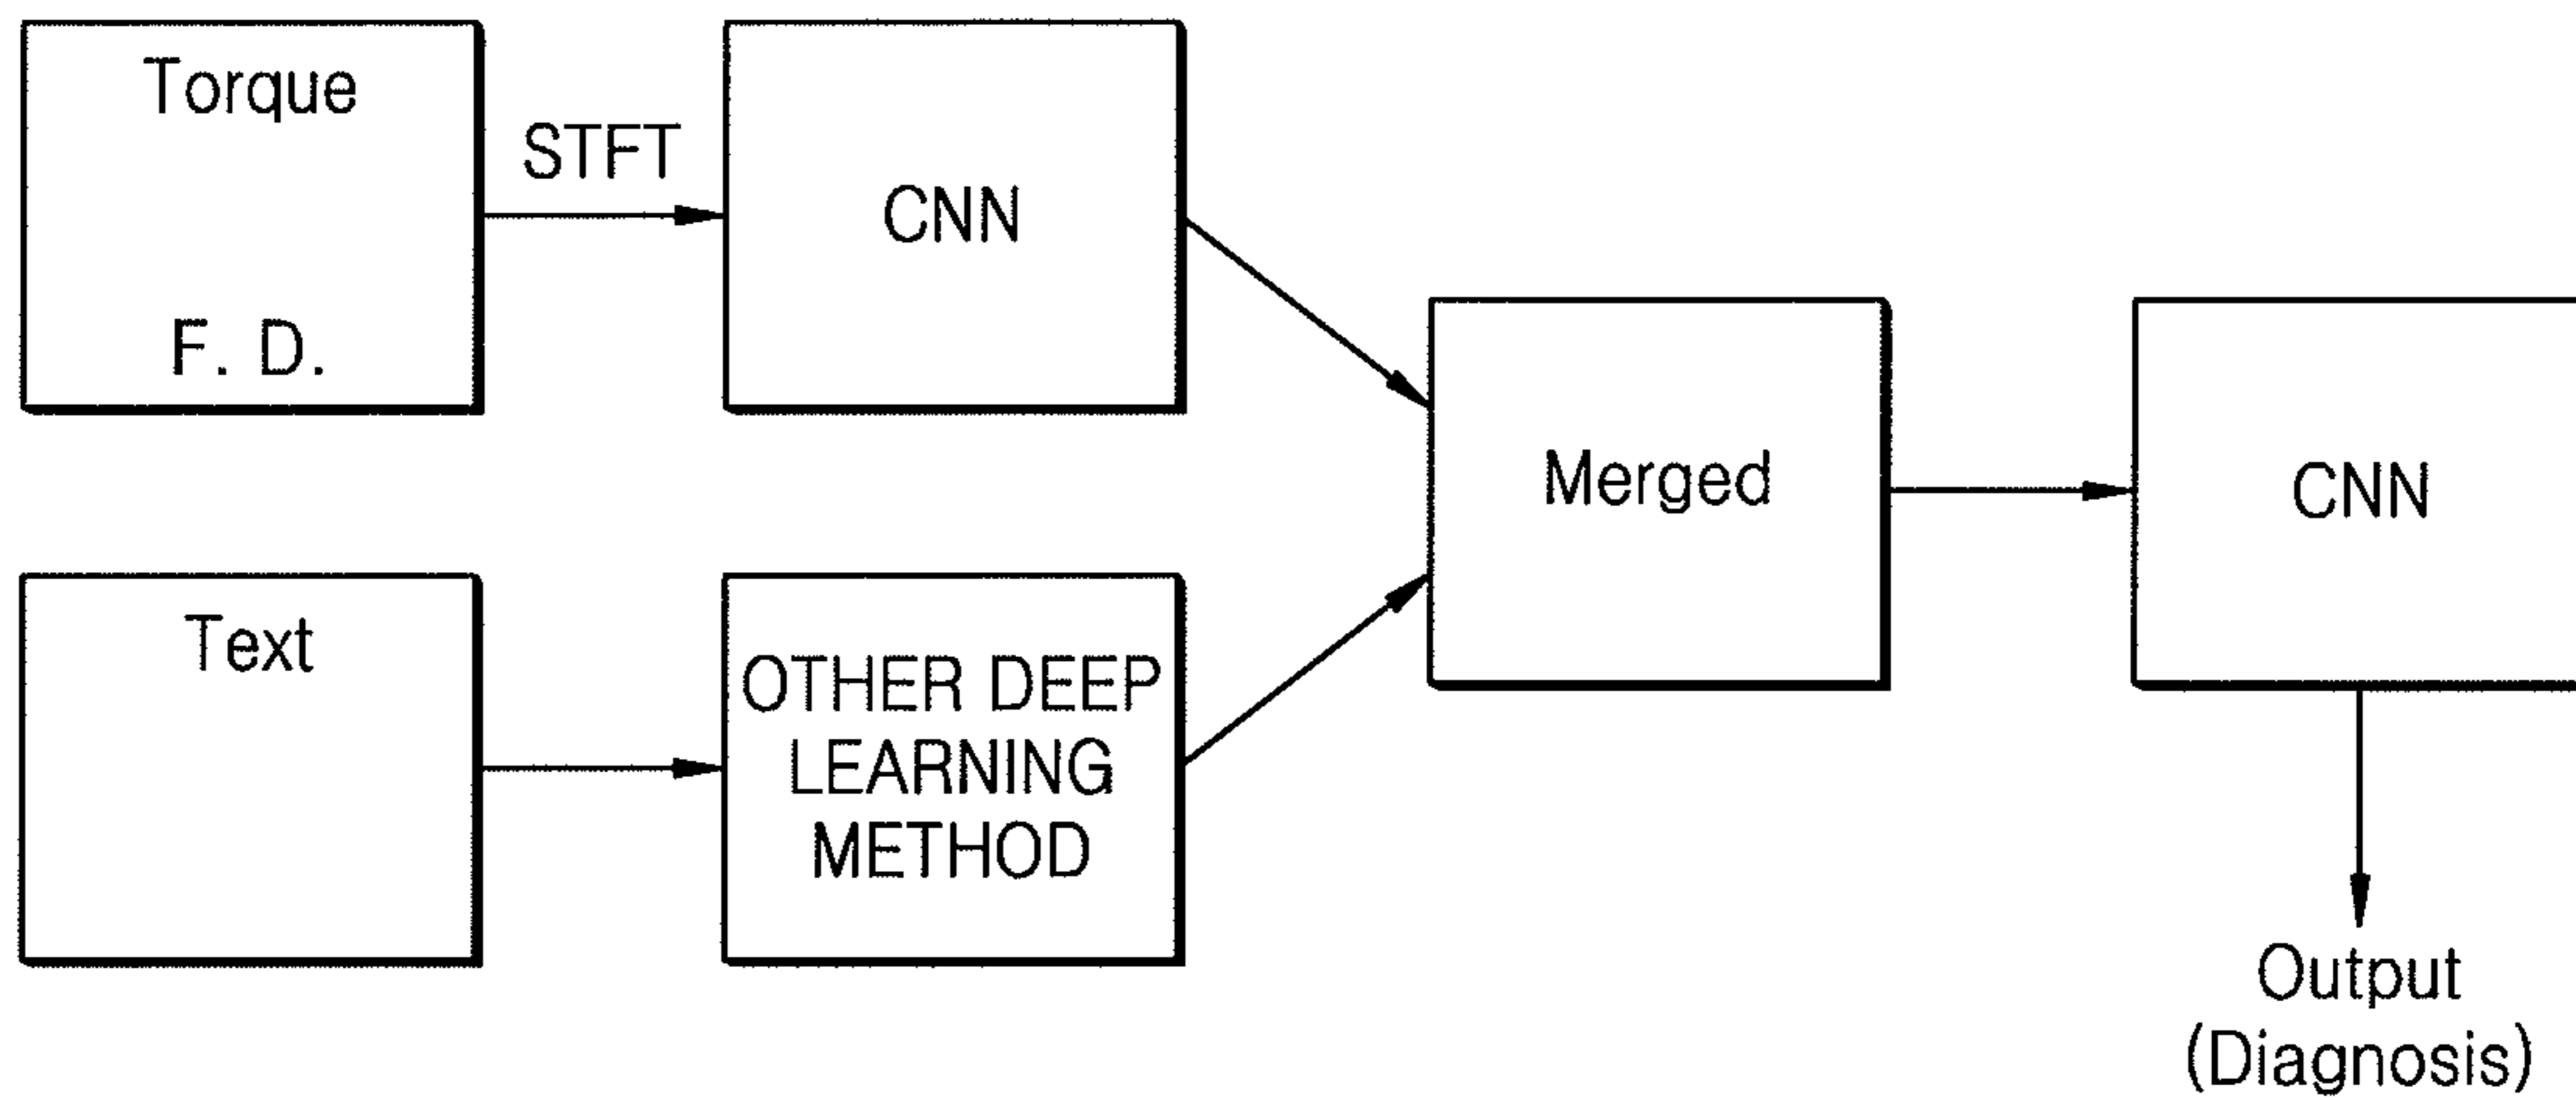 Torque
F. D.
STFT
CNN
Text
OTHER DEEP
LEARNING
METHOD
Merged
CNN
Output
(Diagnosis)